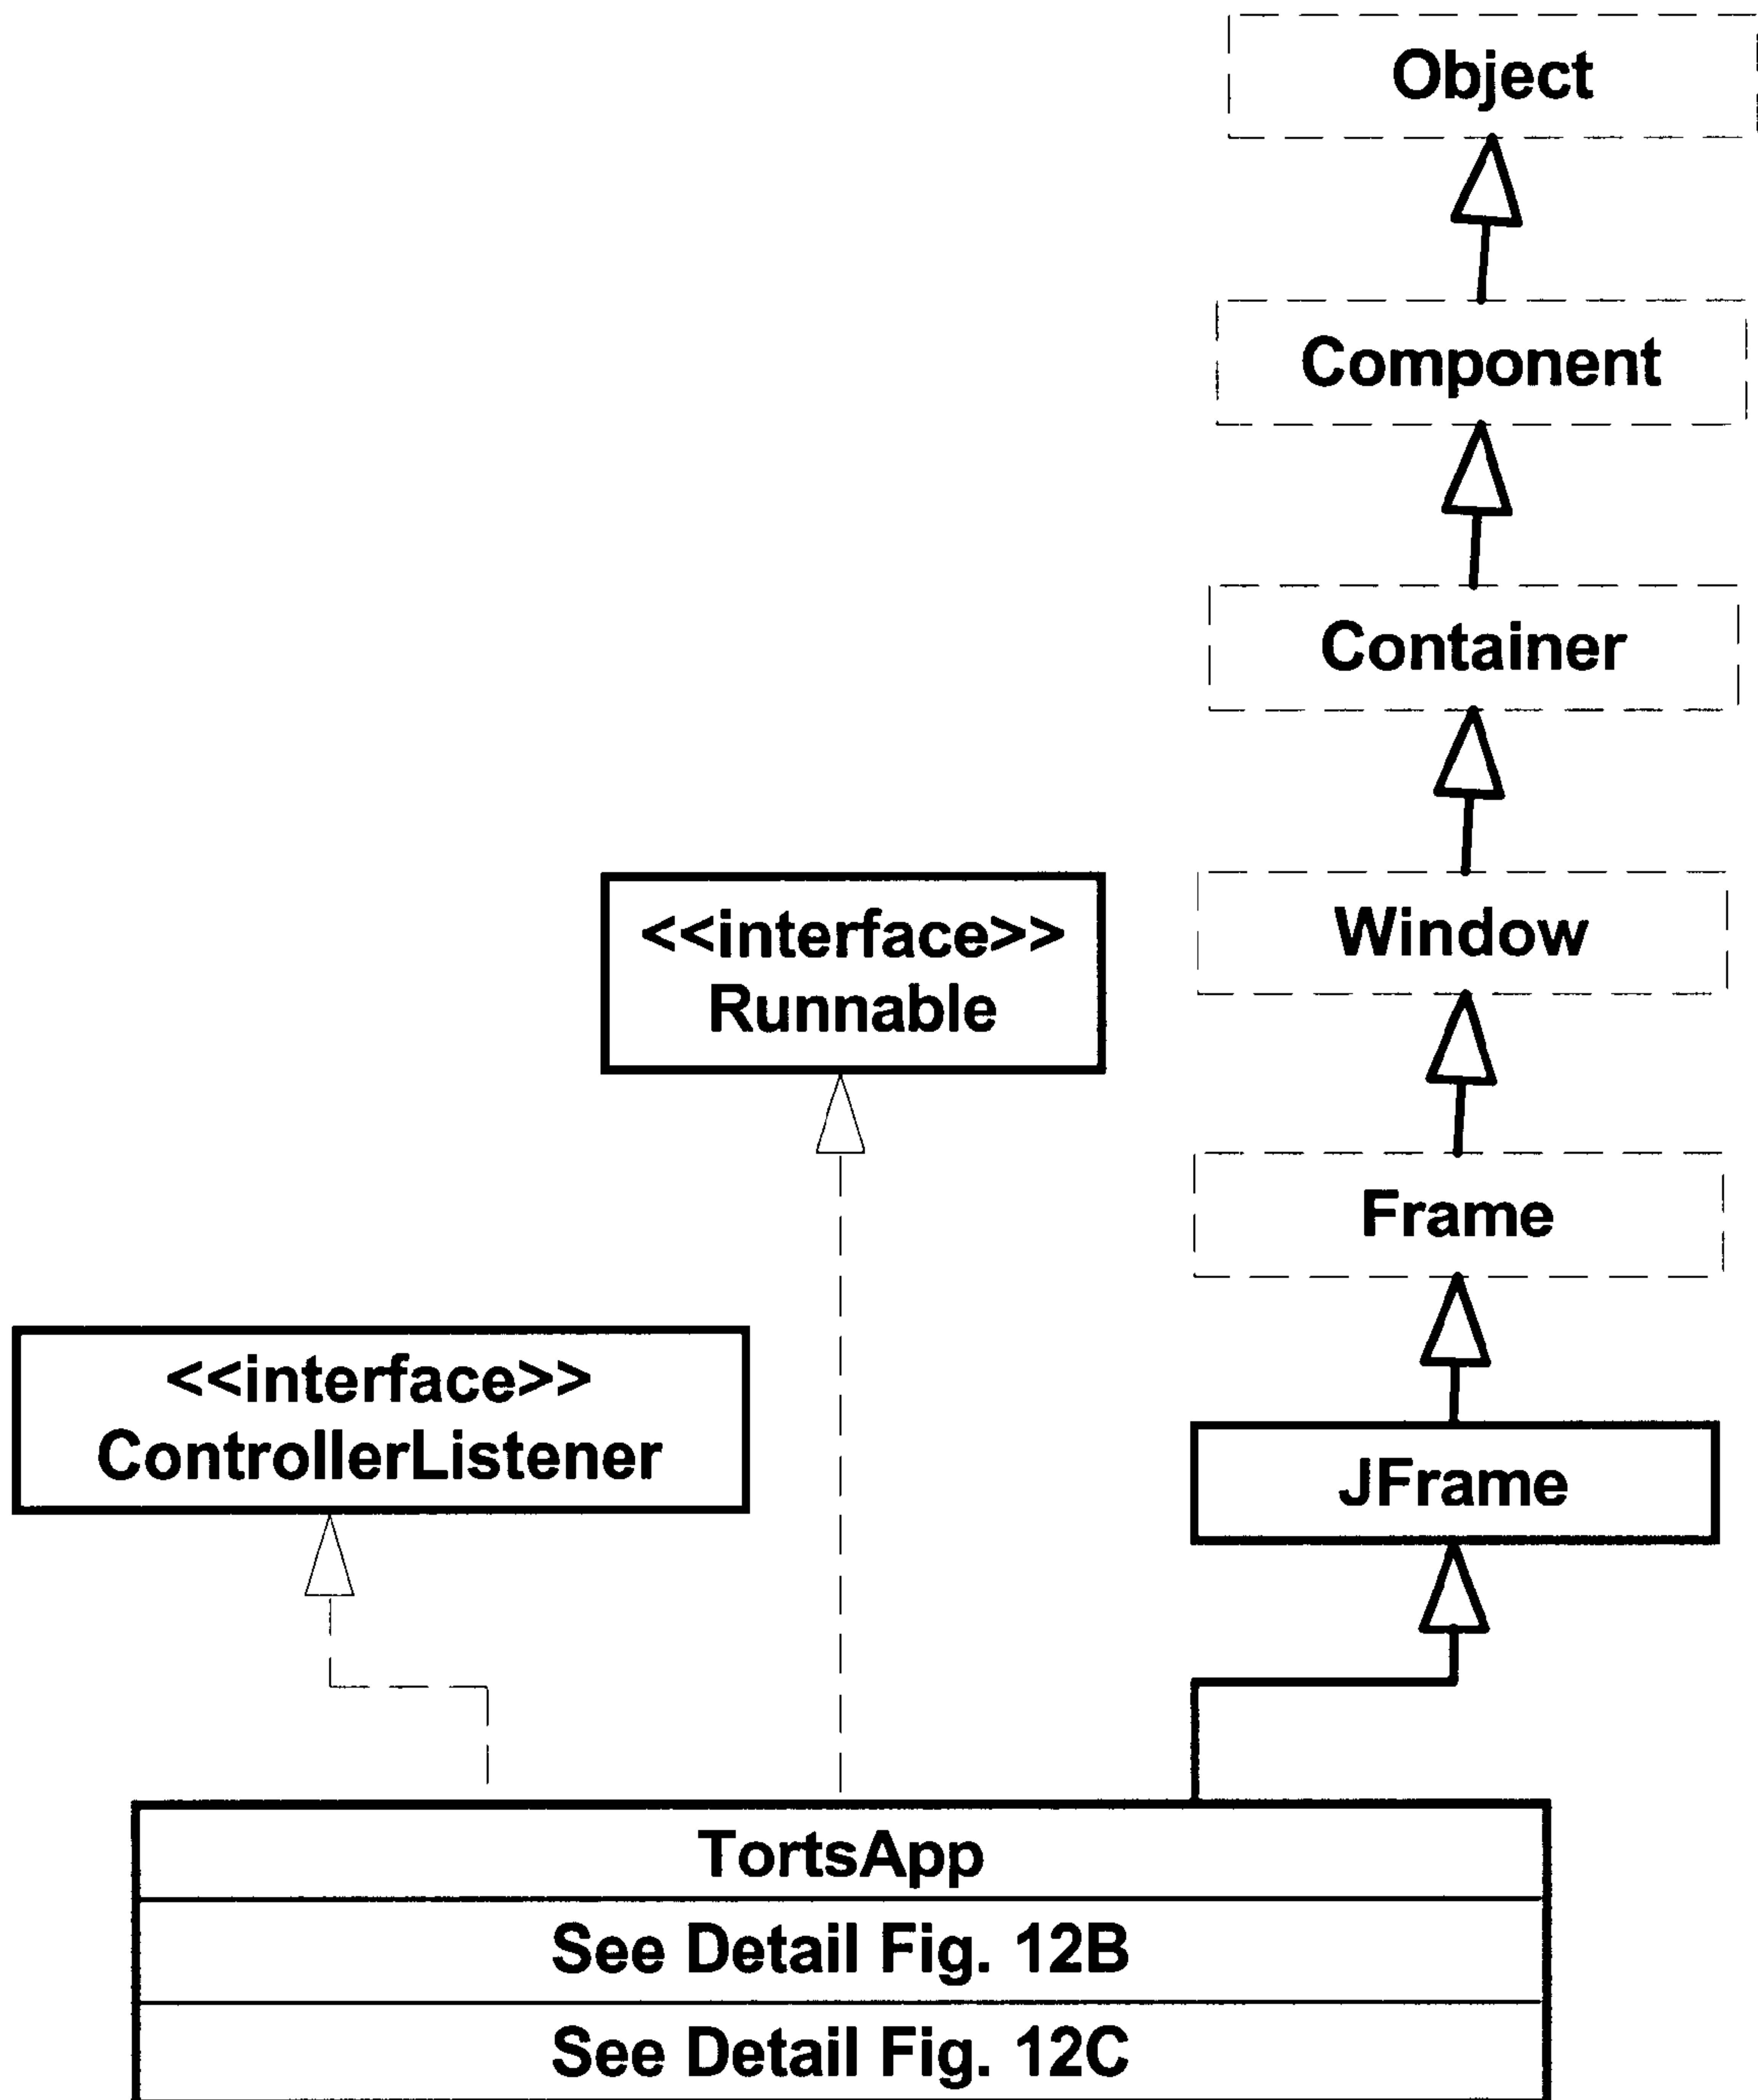 Object
Component
Container
Window
<<interface>>
Runnable
Frame
<<interface>>
ControllerListener
JFrame
TortsApp
See Detail Fig. 12B
See Detail Fig. 12C